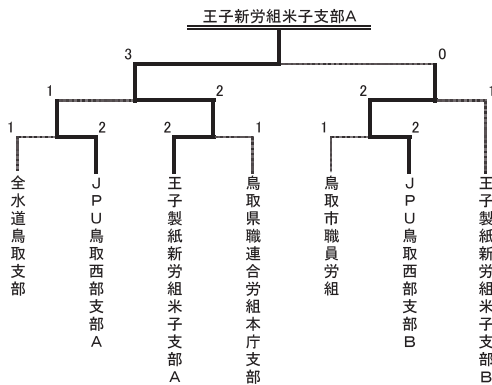 王子新労組米子支部A
3
0
1
2
2
1
1
2
2
1
1
2
全水道鳥取支部
JPU鳥取西部支部A
王子製紙新労組米子支部A
鳥取県職連合労組本庁支部
鳥取市職員労組
JPU鳥取西部支部B
王子製紙新労組米子支部B